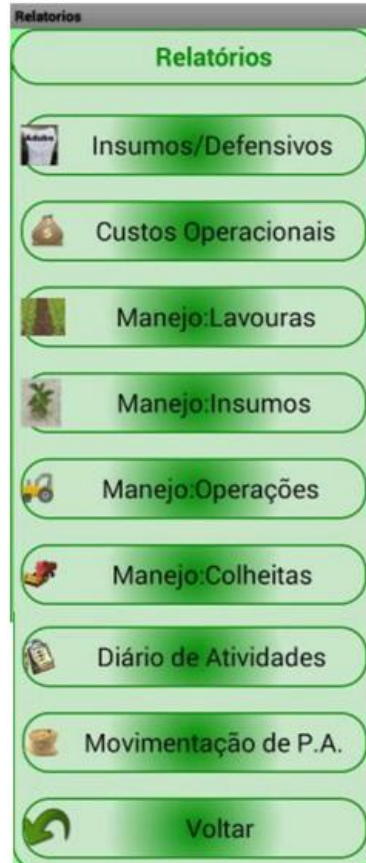 Relatorios
Relatórios
Adubo
Insumos/Defensivos
Custos Operacionais
Manejo:Lavouras
Manejo:Insumos
Manejo:Operações
Manejo:Colheitas
Diário de Atividades
Movimentação de P.A.
Voltar